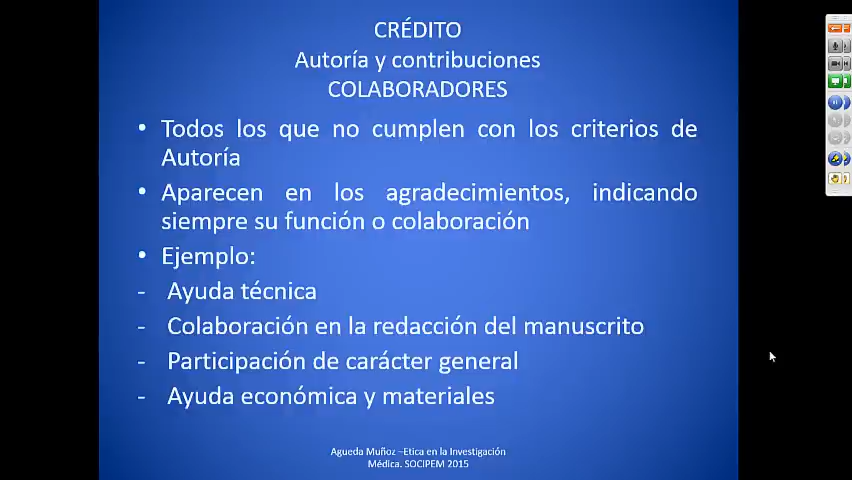 CRÉDITO
Autoría y contribuciones
COLABORADORES
• Todos los que no cumplen con los criterios de
Autoría
• Aparecen en los agradecimientos, indicando
siempre su función o colaboración
• Ejemplo:
- Ayuda técnica
- Colaboración en la redacción del manuscrito
- Participación de carácter general
- Ayuda económica y materiales
Agueda Muñoz –Etica en la Investigación
Médica. SOCIPEM 2015